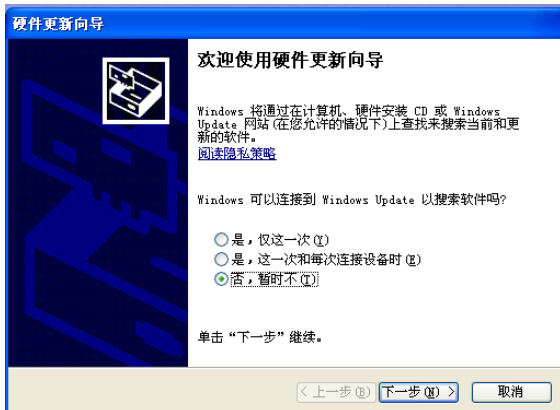 硬件更新向导
欢迎使用硬件更新向导
Windows 将通过在计算机、硬件安装 CD 或 Windows
Update 网站(在您允许的情况下)上查找来搜索当前和更
新的软件。
阅读隐私策略
Windows 可以连接到 Windows Update 以搜索软件吗?
是，仅这一次(Y)
是，这一次和每次连接设备时(E)
否，暂时不(T)
单击“下一步”继续。
< 上一步(B) 下一步(N) > 取消